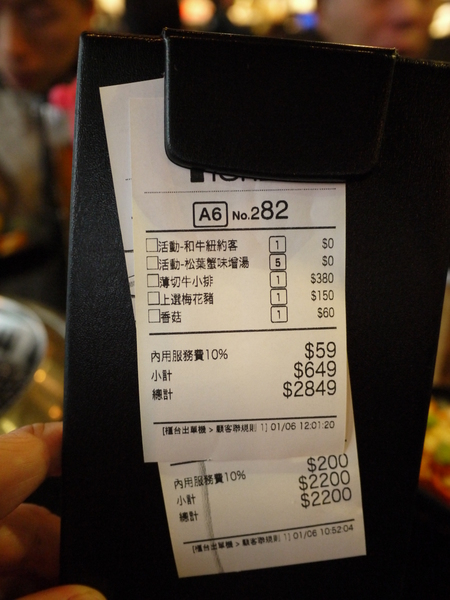 A6 No.282
□活動-和牛紐約客 1 $0
□活動-松葉蟹味增湯 5 $0
□薄切牛小排 1 $380
□上選梅花豬 1 $150
□香菇 1 $60
內用服務費10% $59
小計 $649
總計 $2849
[櫃台出單機 > 顧客聯規則 1] 01/06 12:01:20
內用服務費10% $200
小計 $2200
總計 $2200
[櫃台出單機 > 顧客聯規則 1] 01/06 10:52:04